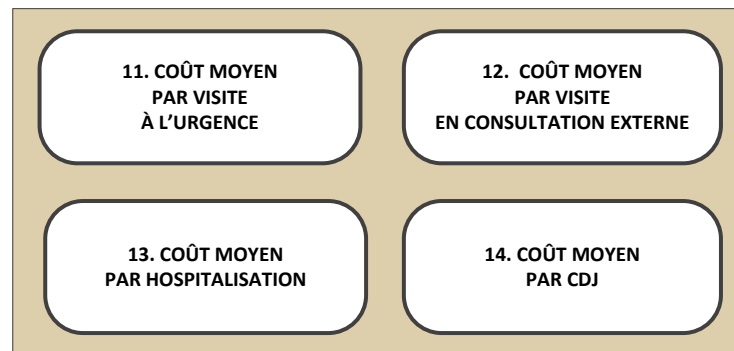 11. COÛT MOYEN
PAR VISITE
À L’URGENCE
12. COÛT MOYEN
PAR VISITE
EN CONSULTATION EXTERNE
13. COÛT MOYEN
PAR HOSPITALISATION
14. COÛT MOYEN
PAR CDJ